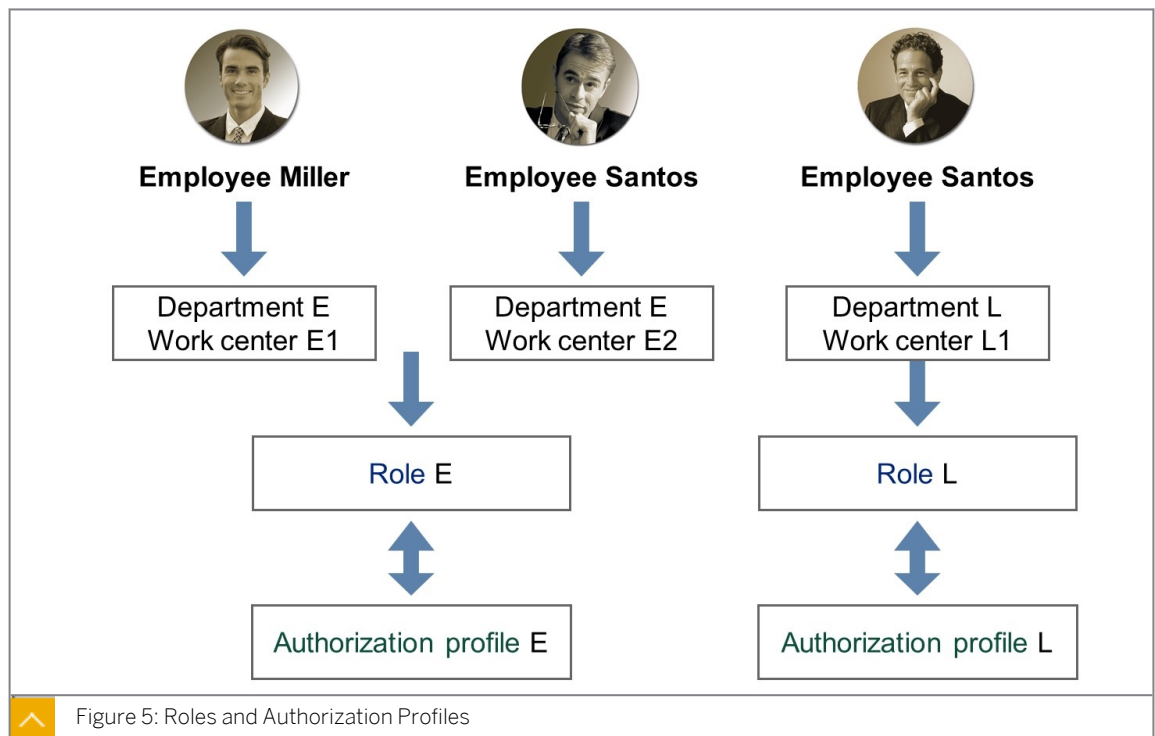 Employee Miller
Employee Santos
Employee Santos
Department E
Work center E1
Department E
Work center E2
Department L
Work center L1
Role E
Role L
Authorization profile E
Authorization profile L
Figure 5: Roles and Authorization Profiles